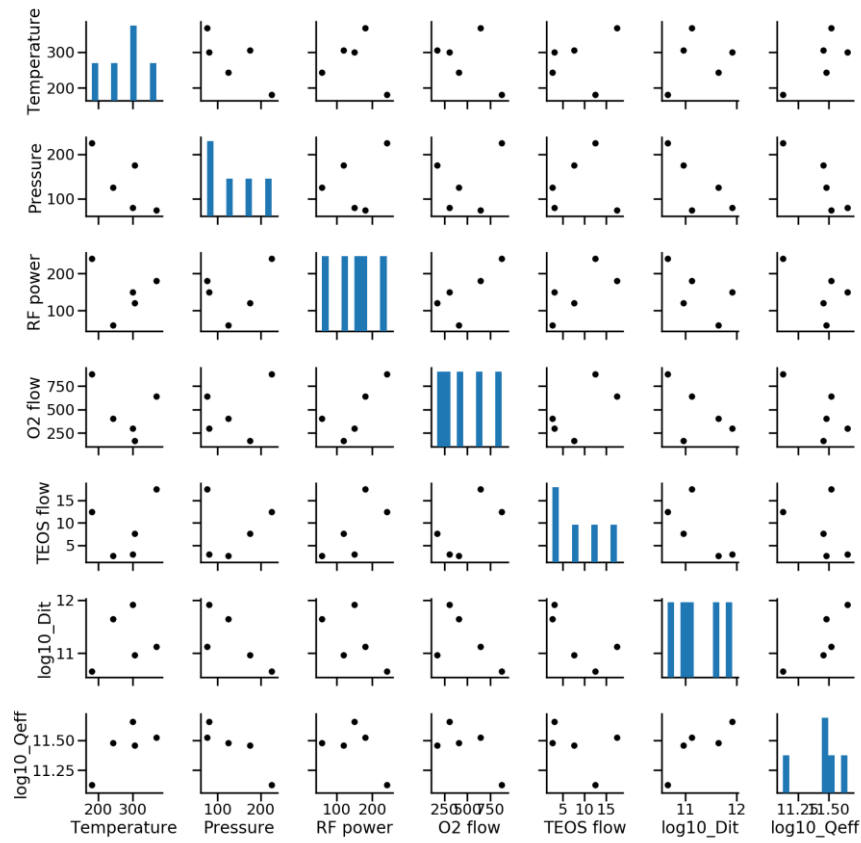 Temperature
300
200
Pressure
200
100
RF power
200
100
O2 flow
750
500
250
TEOS flow
15
10
5
log10_Dit
12
11
log10_Qeff
11.50
11.25
200 300
100 200
100 200
250 500 750
5 10 15
11 12
11.25 11.50
Temperature
Pressure
RF power
O2 flow
TEOS flow
log10_Dit
log10_Qeff